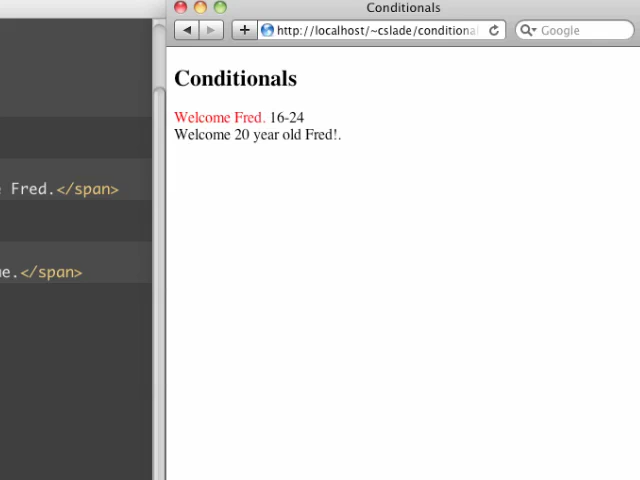 Conditionals
http://localhost/~cslade/conditional
Google
Conditionals
Welcome Fred. 16-24
Welcome 20 year old Fred!.
Fred.</span>
.</span>